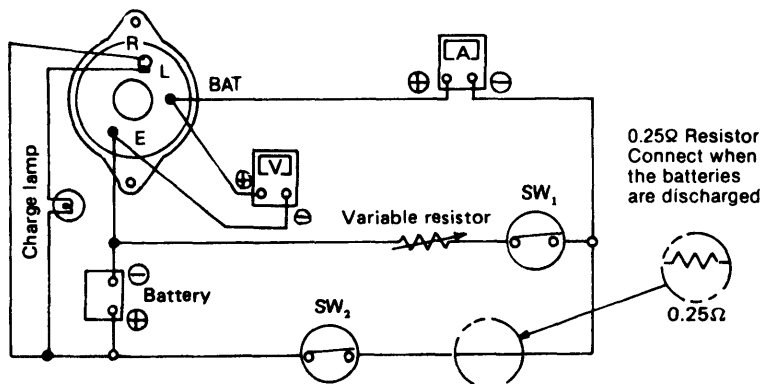 R
L
BAT
E
A
⊕
⊖
V
⊕
⊖
0.25Ω Resistor
Connect when
the batteries
are discharged
Charge lamp
Variable resistor
SW₁
⊖
Battery
⊕
SW₂
0.25Ω